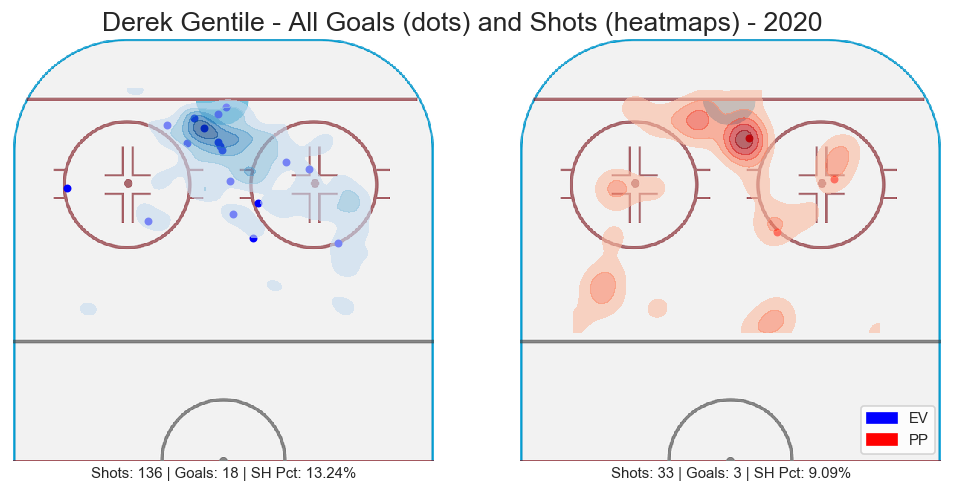 Derek Gentile - All Goals (dots) and Shots (heatmaps) - 2020
EV
PP
Shots: 136 | Goals: 18 | SH Pct: 13.24%
Shots: 33 | Goals: 3 | SH Pct: 9.09%